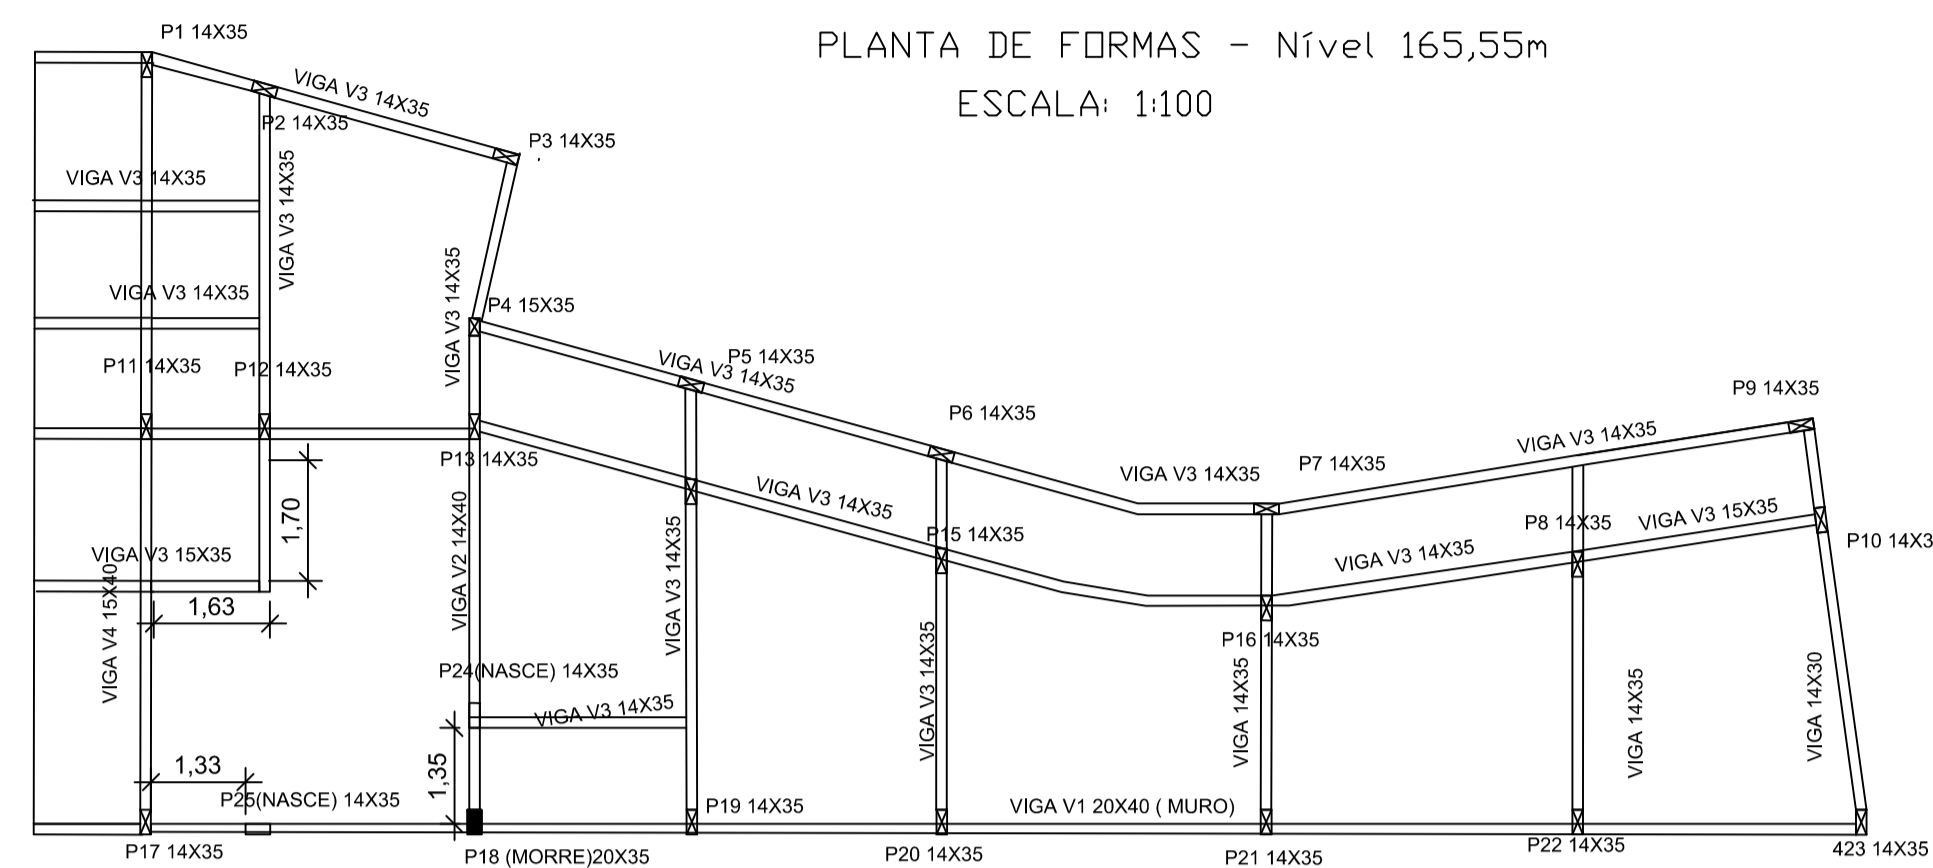 PLANTA DE FORMAS - Nível 165,55m
ESCALA: 1:100
P1 14X35
VIGA V3 14X35
P2 14X35
P3 14X35
VIGA V3 14X35
VIGA V3 14X35
VIGA V3 14X35
VIGA V3 14X35
P4 15X35
P11 14X35
P12 14X35
VIGA V3 14X35
P5 14X35
P6 14X35
P9 14X35
VIGA V3 14X35
VIGA V3 14X35
P7 14X35
P13 14X35
VIGA V3 14X35
1,70
VIGA V2 14X40
P15 14X35
P8 14X35
VIGA V3 15X35
P10 14X3
VIGA V3 15X35
VIGA V3 14X35
VIGA V3 14X35
1,63
VIGA V4 15X40
P16 14X35
P24(NASCE) 14X35
VIGA V3 14X35
VIGA V3 14X35
VIGA 14X35
VIGA 14X35
VIGA 14X30
1,33
1,35
P25(NASCE) 14X35
P19 14X35
VIGA V1 20X40 ( MURO)
P17 14X35
P18 (MORRE)20X35
P20 14X35
P21 14X35
P22 14X35
423 14X35